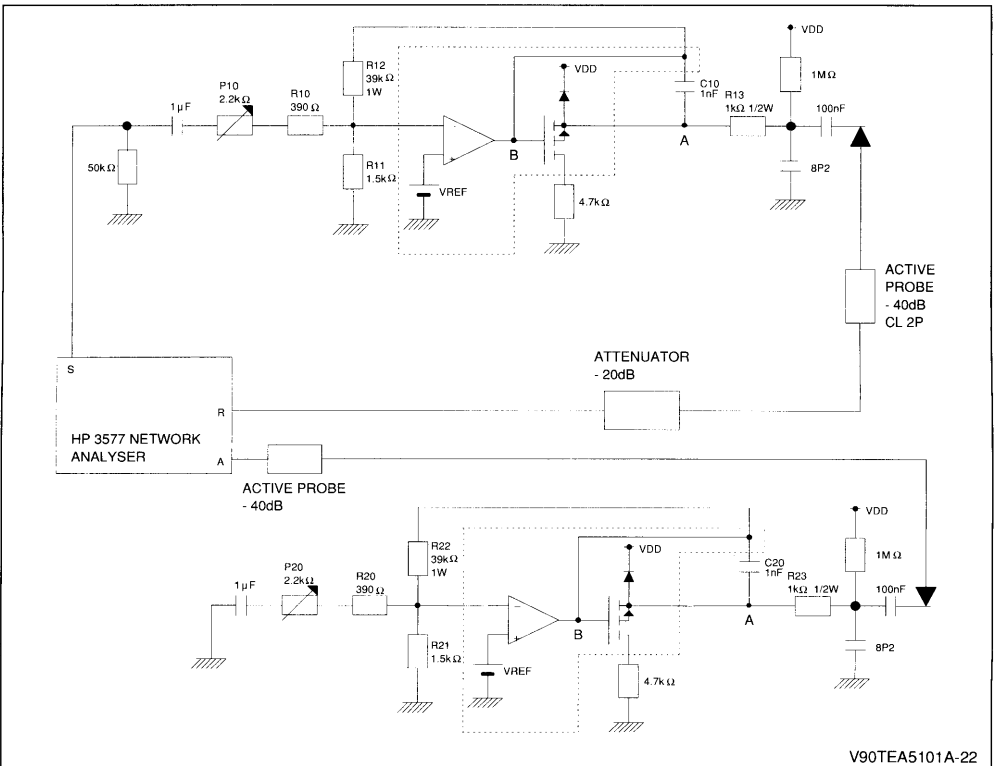 VDD
R12
39kΩ
1W
VDD
P10
2.2kΩ
R10
390 Ω
C10
1nF
R13
1kΩ 1/2W
1MΩ
1µF
100nF
50kΩ
R11
1.5kΩ
-
+
B
A
VREF
4.7kΩ
8P2
ACTIVE
PROBE
- 40dB
CL 2P
ATTENUATOR
- 20dB
S
R
HP 3577 NETWORK
ANALYSER
A
ACTIVE PROBE
- 40dB
VDD
R22
39kΩ
1W
VDD
P20
2.2kΩ
R20
390 Ω
C20
1nF
R23
1kΩ 1/2W
1MΩ
1µF
100nF
R21
1.5kΩ
-
+
B
A
VREF
4.7kΩ
8P2
V90TEA5101A-22